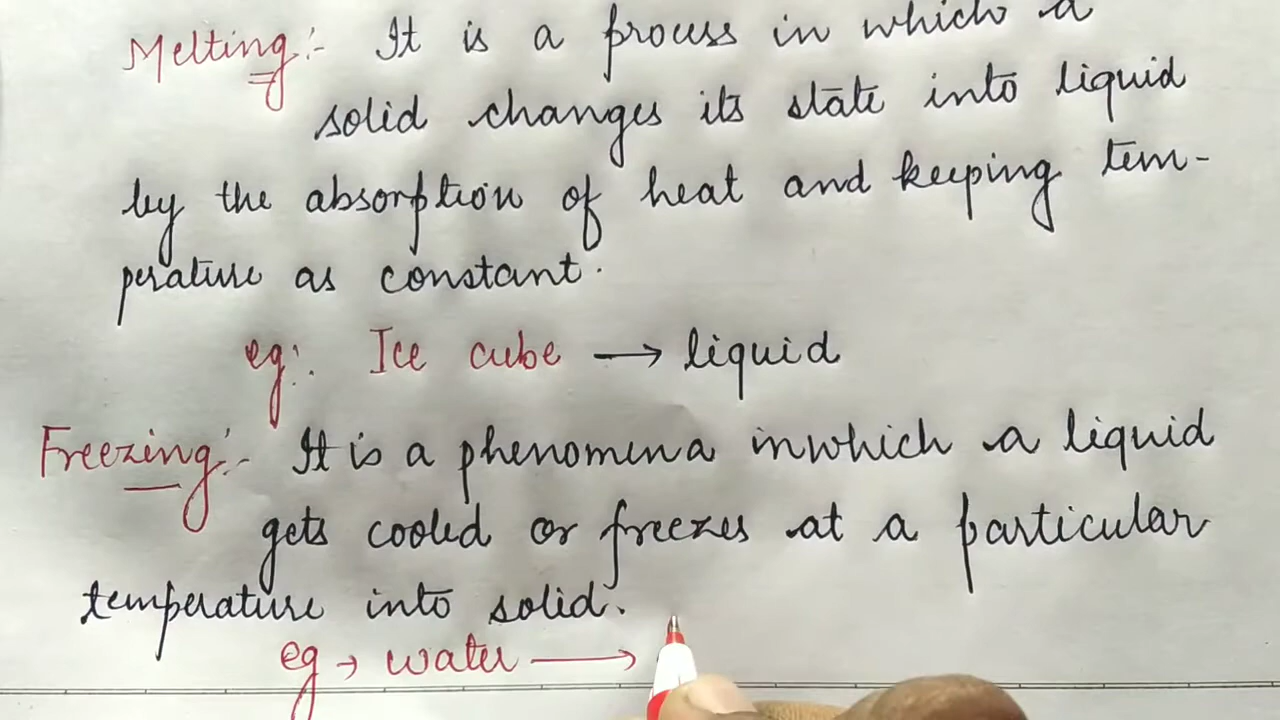 Melting:- It is a process in which a
solid changes its state into liquid
by the absorption of heat and keeping tem-
perature as constant.
eg:. Ice cube → liquid
Freezing:- It is a phenomena inwhich a liquid
gets cooled or freezes at a particular
temperature into solid.
eg → water →